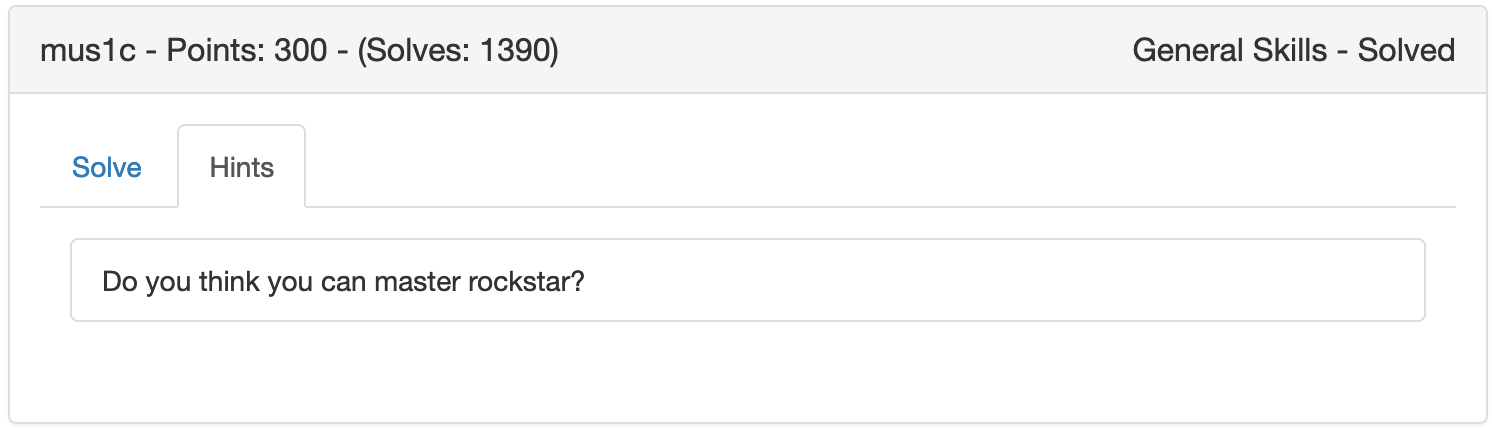 mus1c - Points: 300 - (Solves: 1390) General Skills - Solved
Solve Hints
Do you think you can master rockstar?